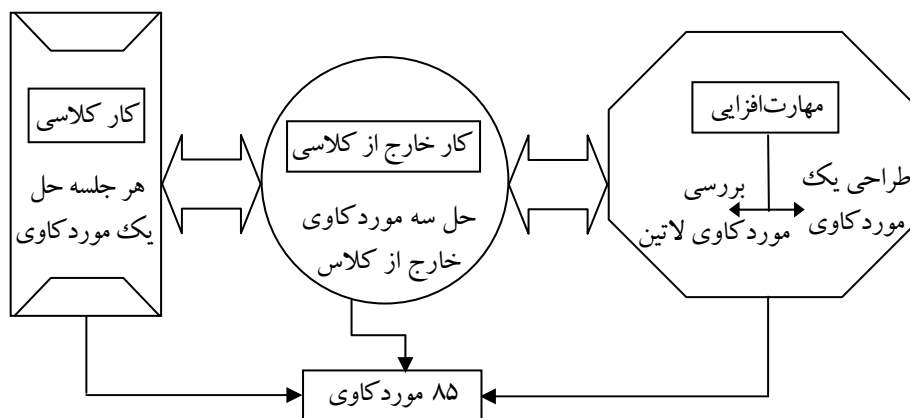 مهارت‌افزایی
طراحی یک
موردکاوی
بررسی
موردکاوی لاتین
کار خارج از کلاسی
حل سه موردکاوی
خارج از کلاس
کار کلاسی
هر جلسه حل
یک موردکاوی
۸۵ موردکاوی